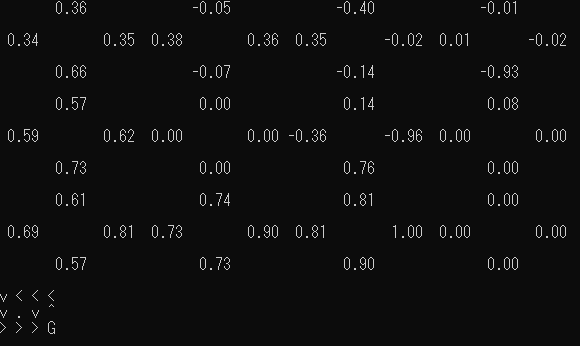 0.36 -0.05 -0.40 -0.01
0.34 0.35 0.38 0.36 0.35 -0.02 0.01 -0.02
0.66 -0.07 -0.14 -0.93
0.57 0.00 0.14 0.08
0.59 0.62 0.00 0.00 -0.36 -0.96 0.00 0.00
0.73 0.00 0.76 0.00
0.61 0.74 0.81 0.00
0.69 0.81 0.73 0.90 0.81 1.00 0.00 0.00
0.57 0.73 0.90 0.00
v < < <
v . v ^
> > > G